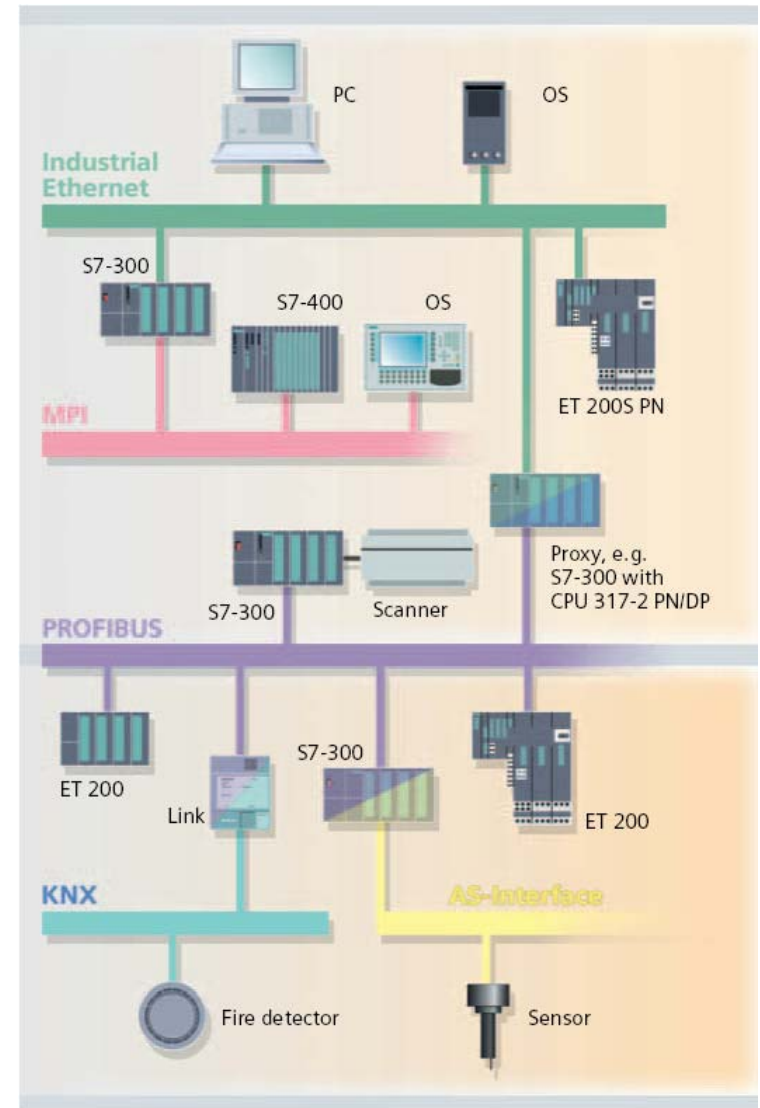 PC
OS
Industrial
Ethernet
S7-300
S7-400
OS
ET 200S PN
MPI
Proxy, e.g.
S7-300 with
CPU 317-2 PN/DP
S7-300
Scanner
PROFIBUS
ET 200
Link
S7-300
ET 200
KNX
AS-Interface
Fire detector
Sensor